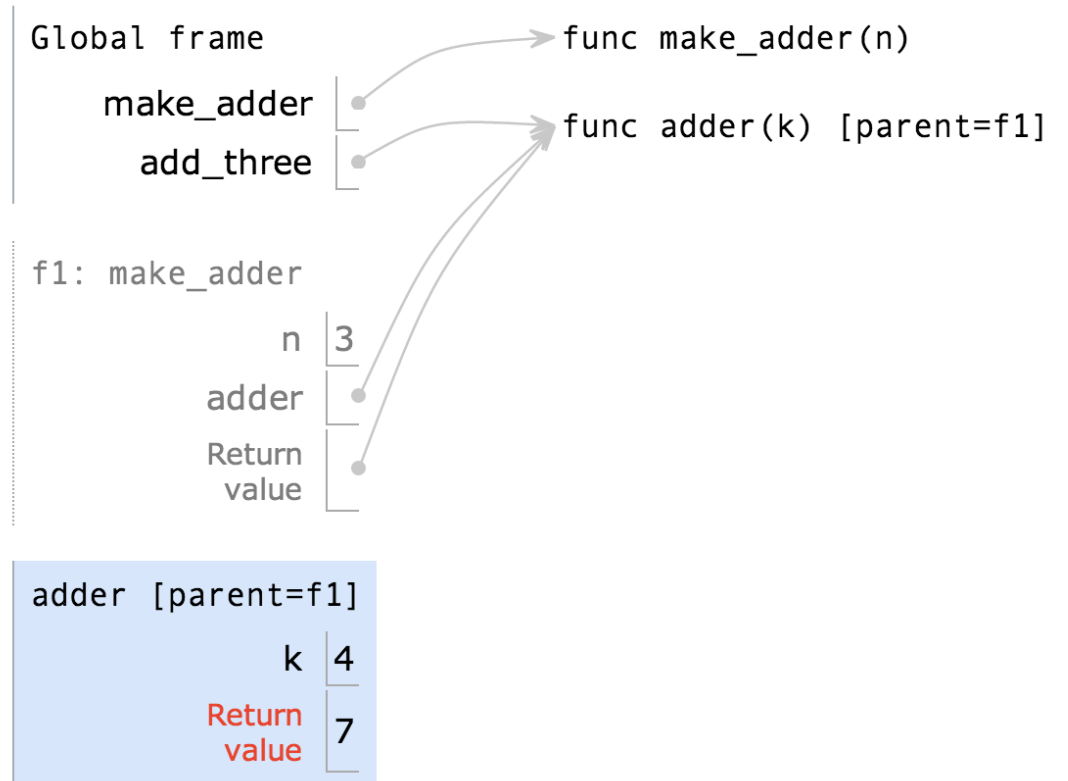 Global frame
func make_adder(n)
make_adder
func adder(k) [parent=f1]
add_three
f1: make_adder
n 3
adder
Return
value
adder [parent=f1]
k 4
Return
value 7